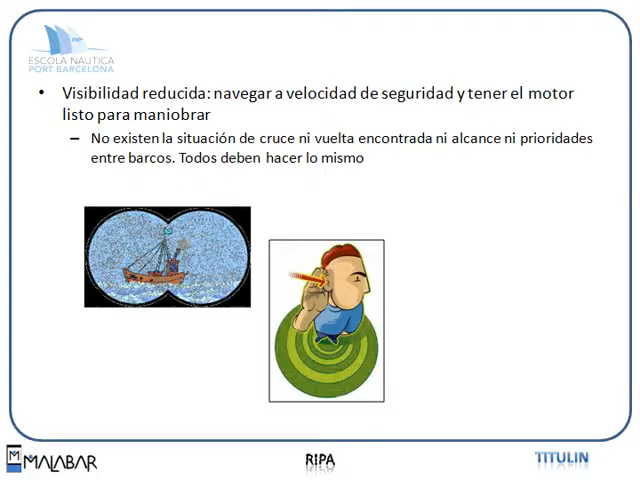 ESCOLA NÁUTICA
PORT BARCELONA
• Visibilidad reducida: navegar a velocidad de seguridad y tener el motor
listo para maniobrar
– No existen la situación de cruce ni vuelta encontrada ni alcance ni prioridades
entre barcos. Todos deben hacer lo mismo
MALABAR
RIPA
TITULIN